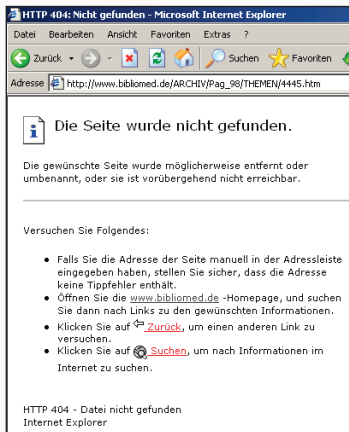 HTTP 404: Nicht gefunden - Microsoft Internet Explorer
Datei Bearbeiten Ansicht Favoriten Extras ?
Zurück Suchen Favoriten
Adresse http://www.bibliomed.de/ARCHIV/Pag_98/THEMEN/4445.htm
Die Seite wurde nicht gefunden.
Die gewünschte Seite wurde möglicherweise entfernt oder
umbenannt, oder sie ist vorübergehend nicht erreichbar.
Versuchen Sie Folgendes:
• Falls Sie die Adresse der Seite manuell in der Adressleiste
eingegeben haben, stellen Sie sicher, dass die Adresse
keine Tippfehler enthält.
• Öffnen Sie die www.bibliomed.de -Homepage, und suchen
Sie dann nach Links zu den gewünschten Informationen.
• Klicken Sie auf Zurück, um einen anderen Link zu
versuchen.
• Klicken Sie auf Suchen, um nach Informationen im
Internet zu suchen.
HTTP 404 - Datei nicht gefunden
Internet Explorer